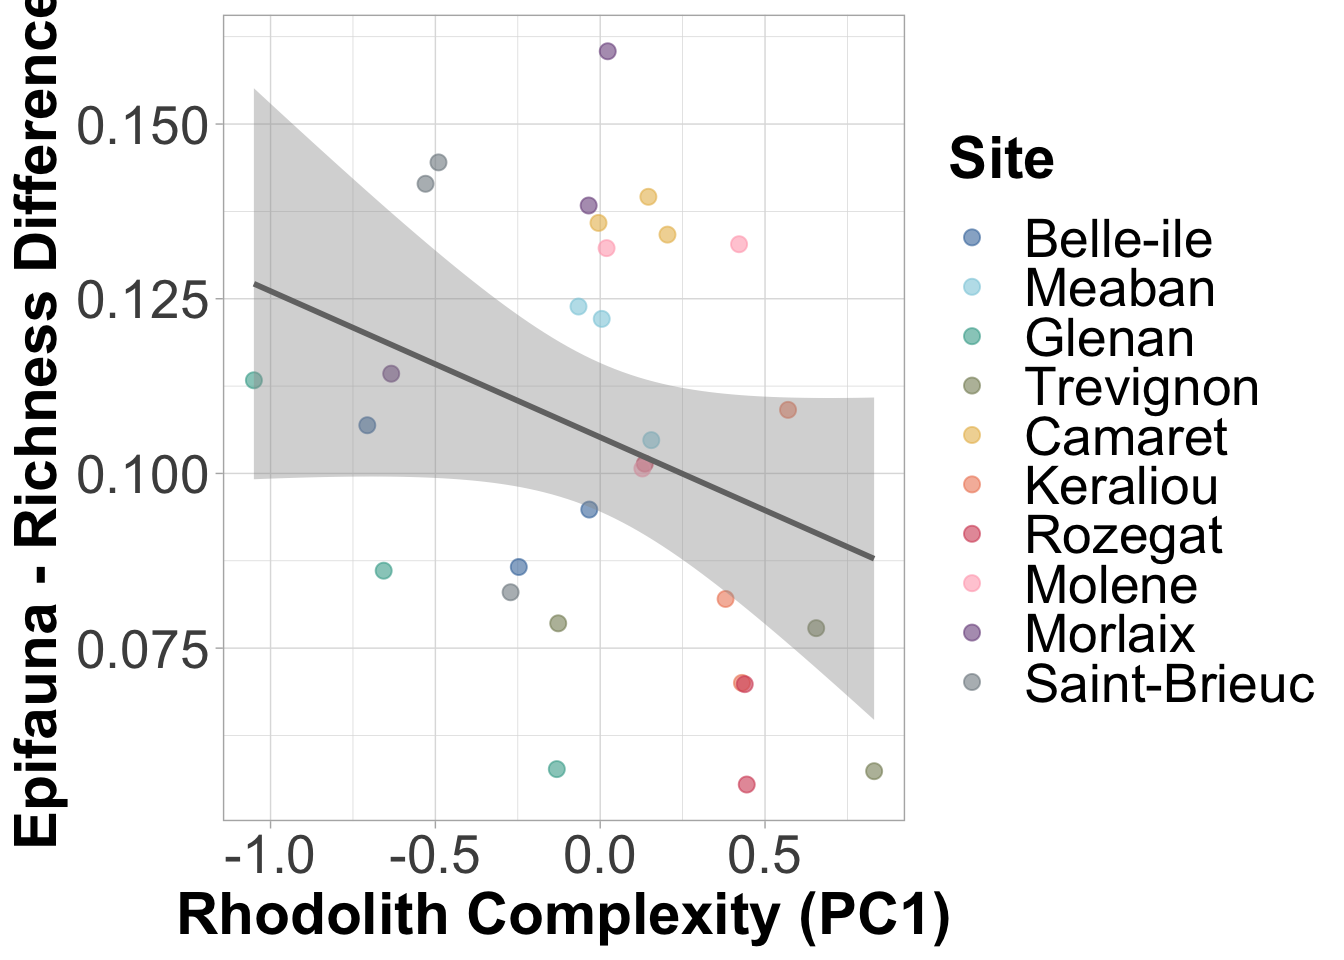 Epifauna - Richness Difference
0.150
0.125
0.100
0.075
-1.0 -0.5 0.0 0.5
Rhodolith Complexity (PC1)
Site
Belle-ile
Meaban
Glenan
Trevignon
Camaret
Keraliou
Rozegat
Molene
Morlaix
Saint-Brieuc